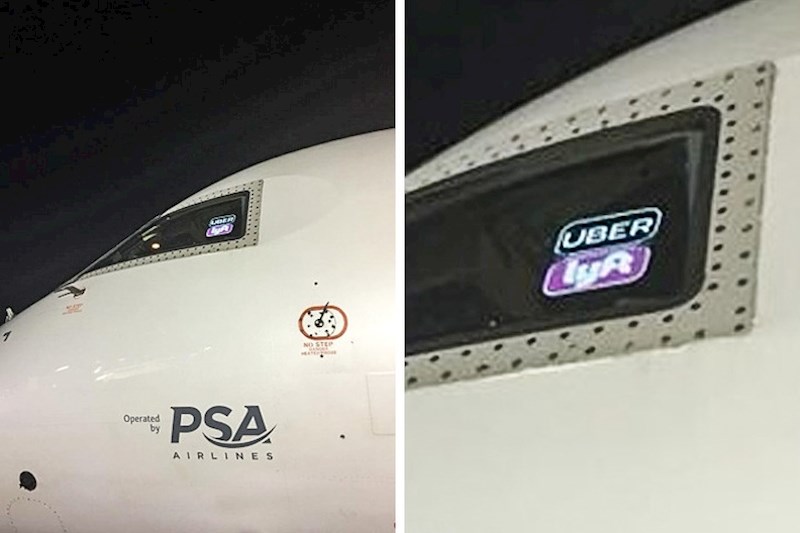 UBER
lyft
NO STEP
Operated
by
PSA
AIRLINES
UBER
lyft